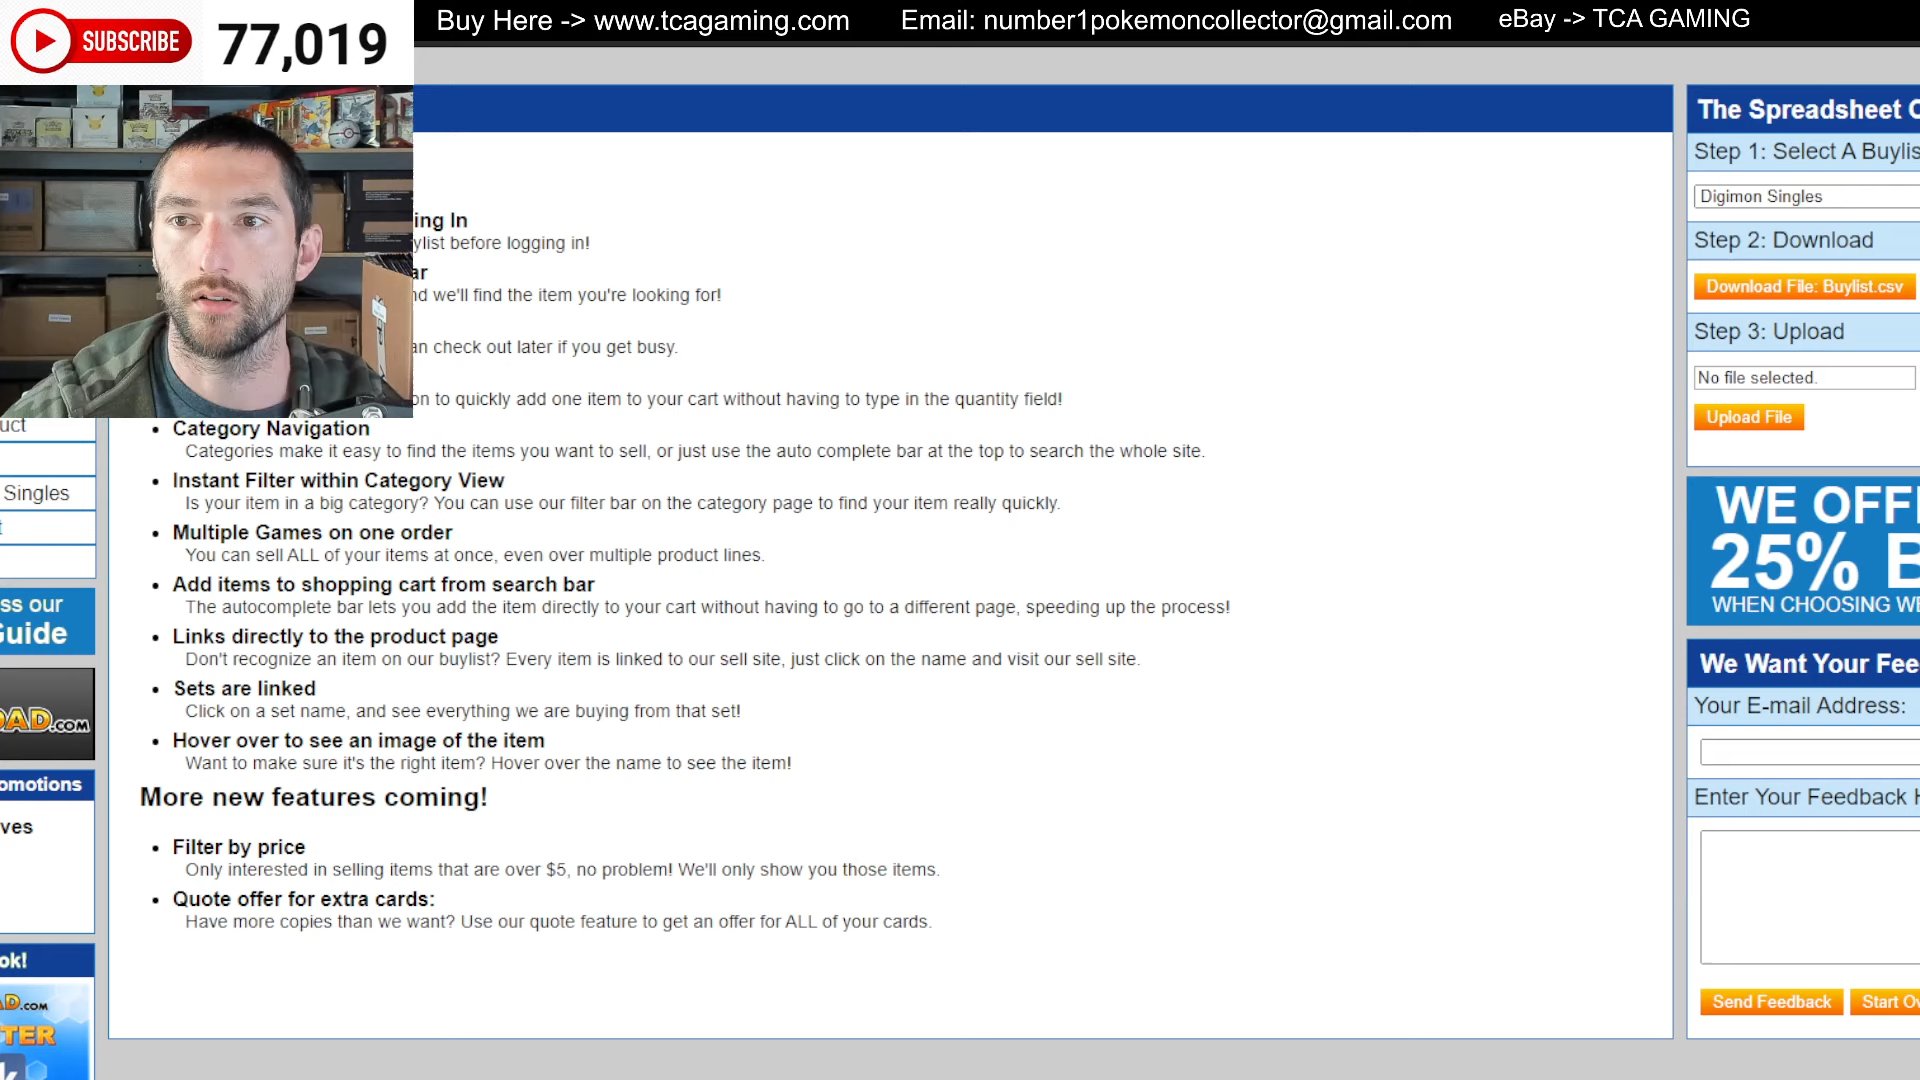 SUBSCRIBE
77,019
Buy Here -> www.tcagaming.com
Email: number1pokemoncollector@gmail.com
eBay -> TCA GAMING
ing In
ylist before logging in!
ar
nd we'll find the item you're looking for!
an check out later if you get busy.
on to quickly add one item to your cart without having to type in the quantity field!
• Category Navigation
Categories make it easy to find the items you want to sell, or just use the auto complete bar at the top to search the whole site.
• Instant Filter within Category View
Is your item in a big category? You can use our filter bar on the category page to find your item really quickly.
• Multiple Games on one order
You can sell ALL of your items at once, even over multiple product lines.
• Add items to shopping cart from search bar
The autocomplete bar lets you add the item directly to your cart without having to go to a different page, speeding up the process!
• Links directly to the product page
Don't recognize an item on our buylist? Every item is linked to our sell site, just click on the name and visit our sell site.
• Sets are linked
Click on a set name, and see everything we are buying from that set!
• Hover over to see an image of the item
Want to make sure it's the right item? Hover over the name to see the item!
More new features coming!
• Filter by price
Only interested in selling items that are over $5, no problem! We'll only show you those items.
• Quote offer for extra cards:
Have more copies than we want? Use our quote feature to get an offer for ALL of your cards.
uct
Singles
t
ss our
Guide
OAD.COM
omotions
ves
ok!
AD.COM
TER
k
The Spreadsheet C
Step 1: Select A Buylis
Digimon Singles
Step 2: Download
Download File: Buylist.csv
Step 3: Upload
No file selected.
Upload File
WE OFF
25% B
WHEN CHOOSING WE
We Want Your Fee
Your E-mail Address:
Enter Your Feedback H
Send Feedback
Start Ov